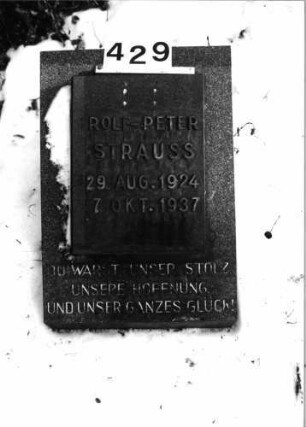 429
ROLF-PETER
STRAUSS
29. AUG. 1924
7. OKT. 1937
DU WARST UNSER STOLZ
UNSERE HOFFNUNG
UND UNSER GANZES GLÜCK!